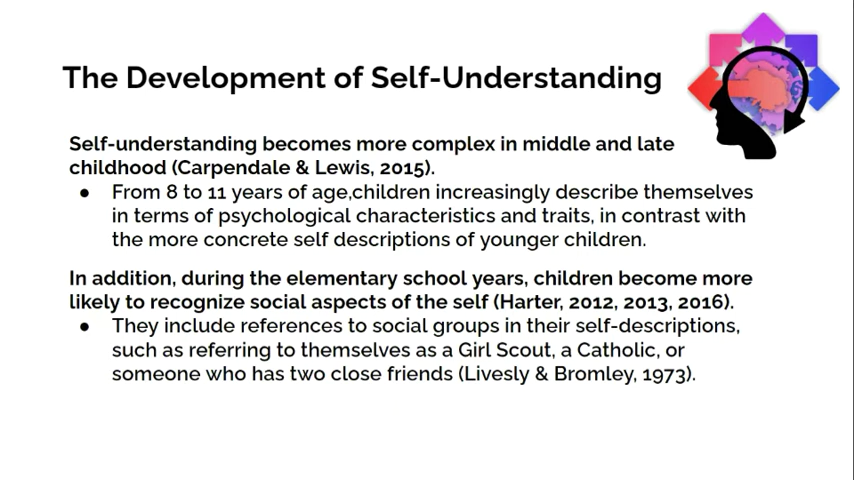 The Development of Self-Understanding
Self-understanding becomes more complex in middle and late
childhood (Carpendale & Lewis, 2015).
● From 8 to 11 years of age,children increasingly describe themselves
in terms of psychological characteristics and traits, in contrast with
the more concrete self descriptions of younger children.
In addition, during the elementary school years, children become more
likely to recognize social aspects of the self (Harter, 2012, 2013, 2016).
● They include references to social groups in their self-descriptions,
such as referring to themselves as a Girl Scout, a Catholic, or
someone who has two close friends (Livesly & Bromley, 1973).